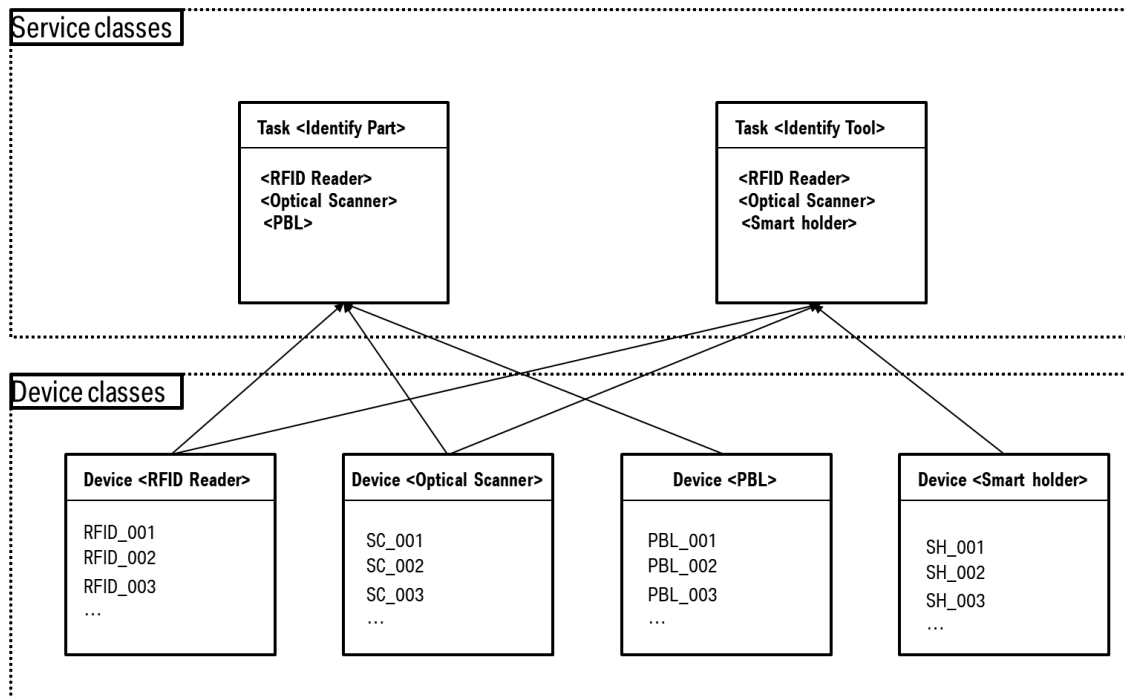 Service classes
Task <Identify Part>
<RFID Reader>
<Optical Scanner>
<PBL>
Task <Identify Tool>
<RFID Reader>
<Optical Scanner>
<Smart holder>
Device classes
Device <RFID Reader>
RFID_001
RFID_002
RFID_003
...
Device <Optical Scanner>
SC_001
SC_002
SC_003
...
Device <PBL>
PBL_001
PBL_002
PBL_003
...
Device <Smart holder>
SH_001
SH_002
SH_003
...